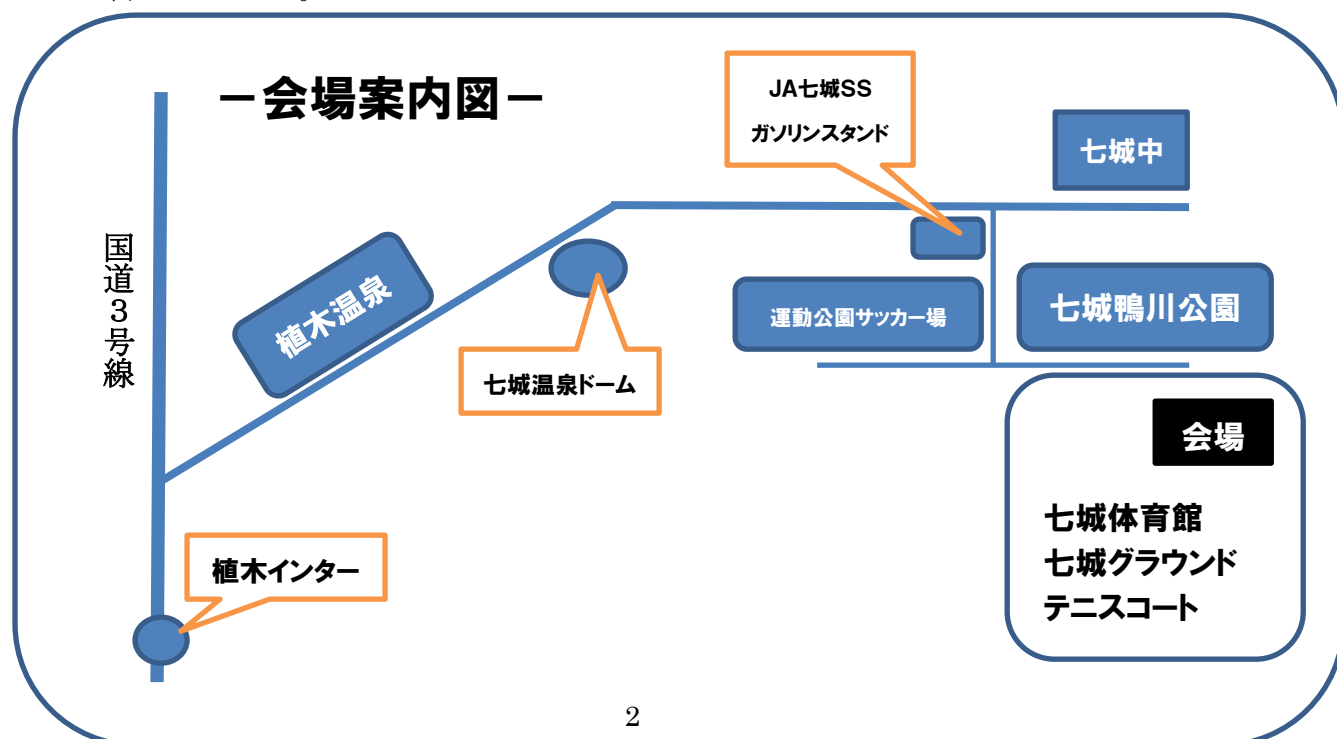 －会場案内図－
JA七城SS
ガソリンスタンド
七城中
国道３号線
植木温泉
七城温泉ドーム
運動公園サッカー場
七城鴨川公園
会場
七城体育館
七城グラウンド
テニスコート
植木インター
2